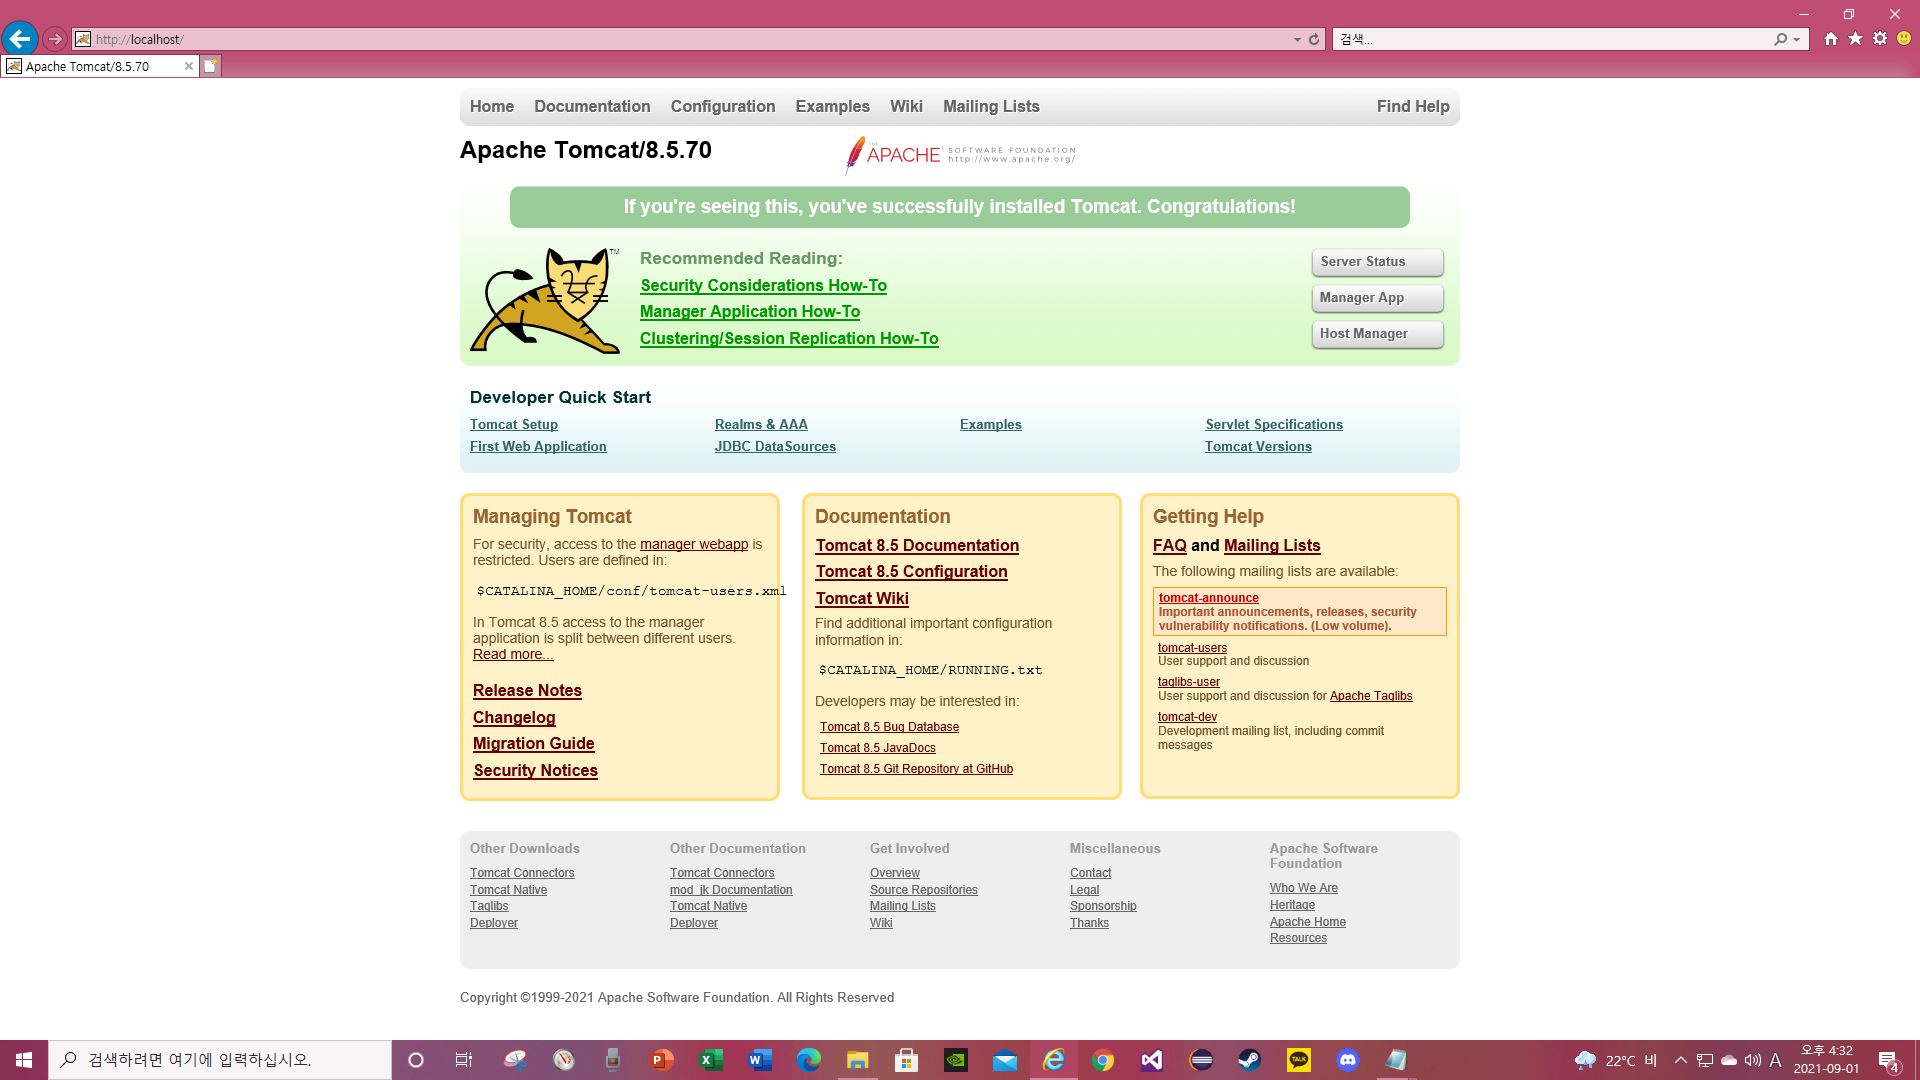 http://localhost/
검색...
Apache Tomcat/8.5.70
Home Documentation Configuration Examples Wiki Mailing Lists Find Help
Apache Tomcat/8.5.70
THE APACHE SOFTWARE FOUNDATION
http://www.apache.org/
If you're seeing this, you've successfully installed Tomcat. Congratulations!
TM
Recommended Reading:
Security Considerations How-To
Manager Application How-To
Clustering/Session Replication How-To
Server Status
Manager App
Host Manager
Developer Quick Start
Tomcat Setup
First Web Application
Realms & AAA
JDBC DataSources
Examples
Servlet Specifications
Tomcat Versions
Managing Tomcat
For security, access to the manager webapp is
restricted. Users are defined in:
$CATALINA_HOME/conf/tomcat-users.xml
In Tomcat 8.5 access to the manager
application is split between different users.
Read more...
Release Notes
Changelog
Migration Guide
Security Notices
Documentation
Tomcat 8.5 Documentation
Tomcat 8.5 Configuration
Tomcat Wiki
Find additional important configuration
information in:
$CATALINA_HOME/RUNNING.txt
Developers may be interested in:
Tomcat 8.5 Bug Database
Tomcat 8.5 JavaDocs
Tomcat 8.5 Git Repository at GitHub
Getting Help
FAQ and Mailing Lists
The following mailing lists are available:
tomcat-announce
Important announcements, releases, security
vulnerability notifications. (Low volume).
tomcat-users
User support and discussion
taglibs-user
User support and discussion for Apache Taglibs
tomcat-dev
Development mailing list, including commit
messages
Other Downloads
Tomcat Connectors
Tomcat Native
Taglibs
Deployer
Other Documentation
Tomcat Connectors
mod_jk Documentation
Tomcat Native
Deployer
Get Involved
Overview
Source Repositories
Mailing Lists
Wiki
Miscellaneous
Contact
Legal
Sponsorship
Thanks
Apache Software
Foundation
Who We Are
Heritage
Apache Home
Resources
Copyright ©1999-2021 Apache Software Foundation. All Rights Reserved
검색하려면 여기에 입력하십시오.
TALK
22°C 비
A
오후 4:32
2021-09-01
4